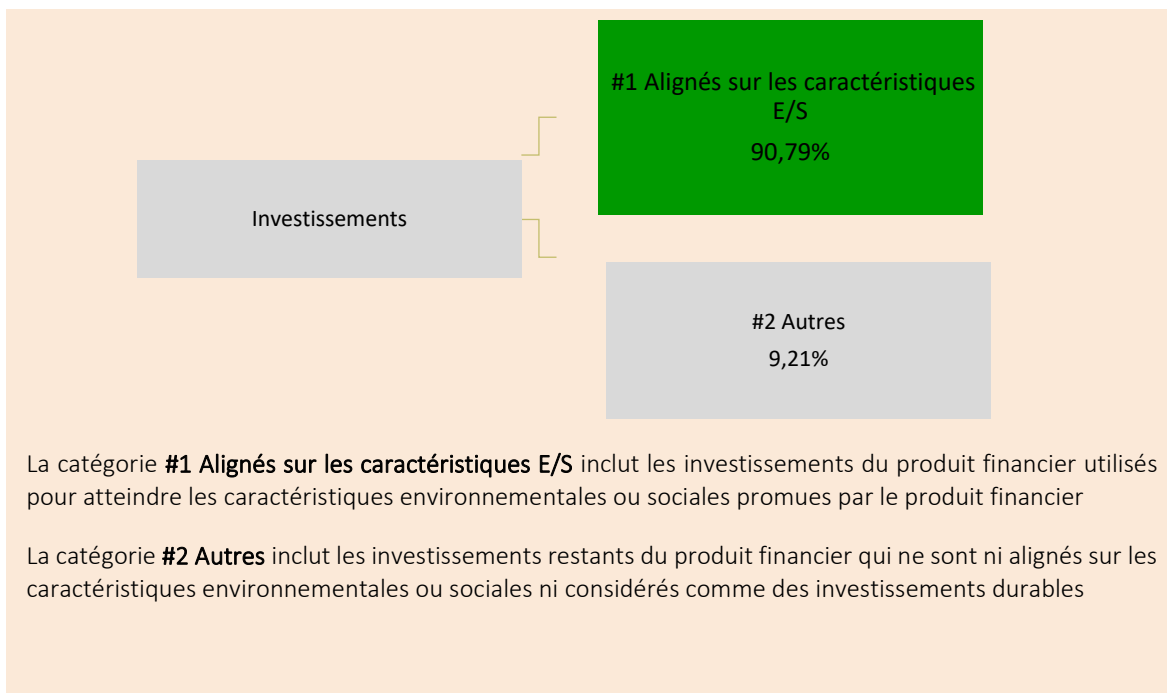 #1 Alignés sur les caractéristiques
E/S
90,79%
Investissements
#2 Autres
9,21%
La catégorie #1 Alignés sur les caractéristiques E/S inclut les investissements du produit financier utilisés
pour atteindre les caractéristiques environnementales ou sociales promues par le produit financier
La catégorie #2 Autres inclut les investissements restants du produit financier qui ne sont ni alignés sur les
caractéristiques environnementales ou sociales ni considérés comme des investissements durables